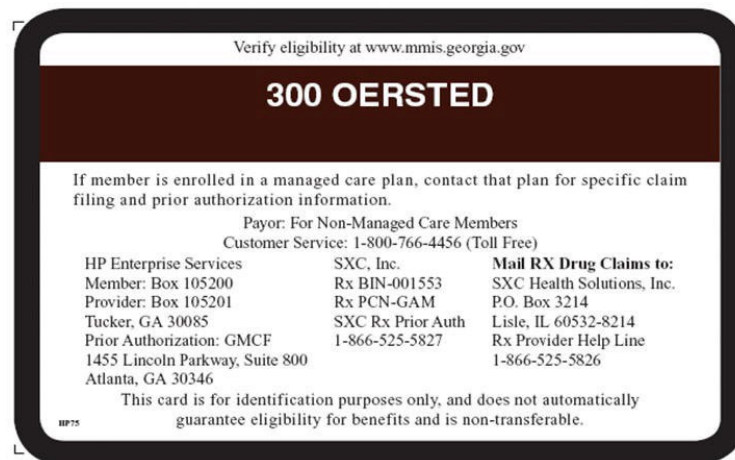 Verify eligibility at www.mmis.georgia.gov
300 OERSTED
If member is enrolled in a managed care plan, contact that plan for specific claim
filing and prior authorization information.
Payor: For Non-Managed Care Members
Customer Service: 1-800-766-4456 (Toll Free)
HP Enterprise Services
Member: Box 105200
Provider: Box 105201
Tucker, GA 30085
Prior Authorization: GMCF
1455 Lincoln Parkway, Suite 800
Atlanta, GA 30346
SXC, Inc.
Rx BIN-001553
Rx PCN-GAM
SXC Rx Prior Auth
1-866-525-5827
Mail RX Drug Claims to:
SXC Health Solutions, Inc.
P.O. Box 3214
Lisle, IL 60532-8214
Rx Provider Help Line
1-866-525-5826
This card is for identification purposes only, and does not automatically
guarantee eligibility for benefits and is non-transferable.
HP75